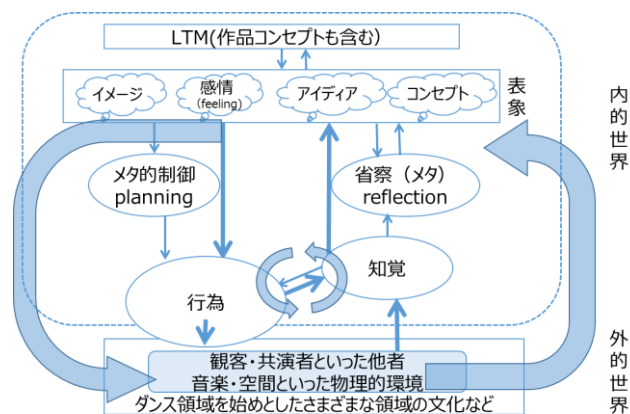 LTM(作品コンセプトも含む)
イメージ
感情
(feeling)
アイディア
コンセプト
表象
内的世界
メタ的制御
planning
省察（メタ）
reflection
行為
知覚
外的世界
観客・共演者といった他者
音楽・空間といった物理的環境
ダンス領域を始めとしたさまざまな領域の文化など